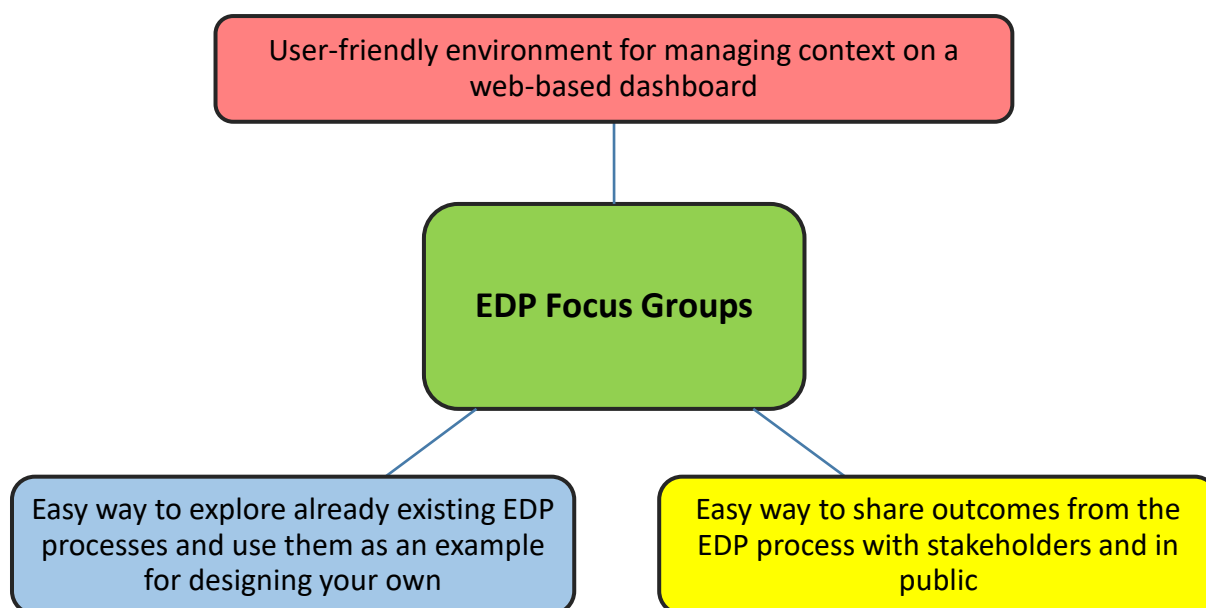 User-friendly environment for managing context on a
web-based dashboard
EDP Focus Groups
Easy way to explore already existing EDP
processes and use them as an example
for designing your own
Easy way to share outcomes from the
EDP process with stakeholders and in
public